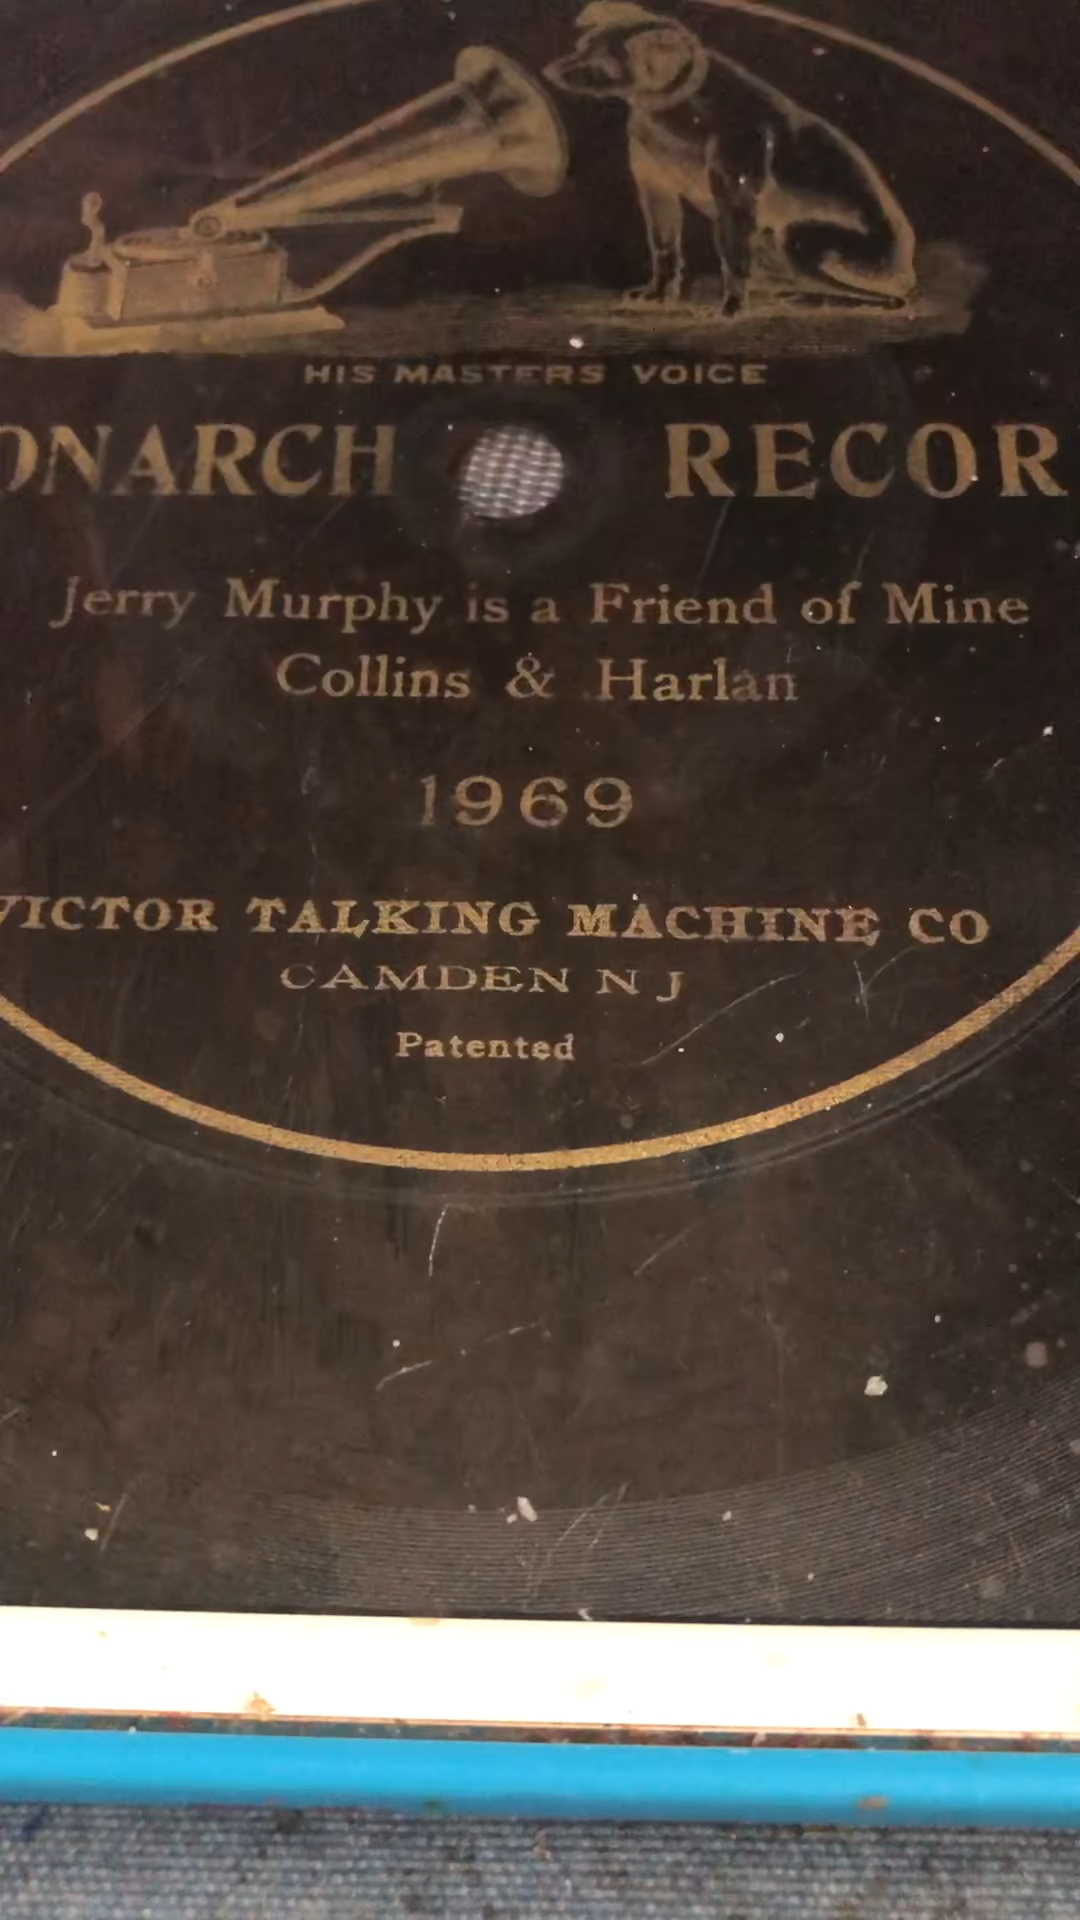 HIS MASTERS VOICE
ONARCH RECOR
Jerry Murphy is a Friend of Mine
Collins & Harlan
1969
VICTOR TALKING MACHINE CO
CAMDEN N J
Patented